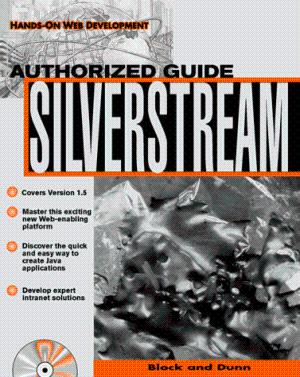 HANDS-ON WEB DEVELOPMENT
AUTHORIZED GUIDE
SILVERSTREAM
Covers Version 1.5
Master this exciting
new Web-enabling
platform
Discover the quick
and easy way to
create Java
applications
Develop expert
intranet solutions
Block and Dunn